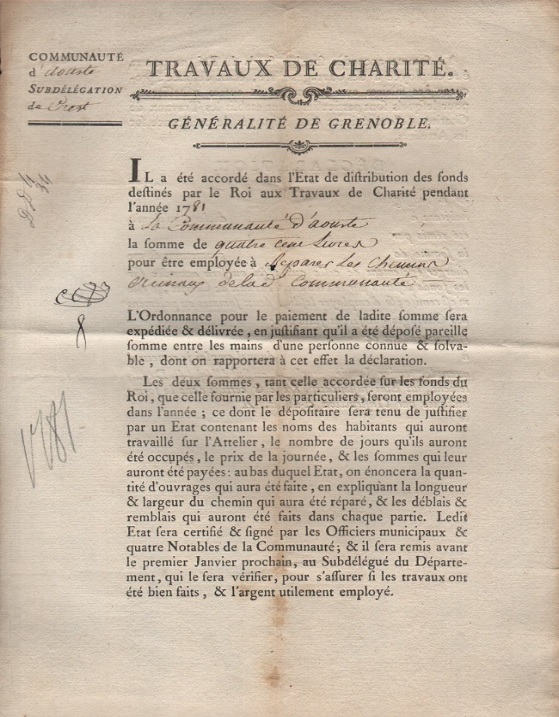 COMMUNAUTÉ
d'aouste
SUBDÉLÉGATION
de Crest
TRAVAUX DE CHARITÉ.
GÉNÉRALITÉ DE GRENOBLE.
IL a été accordé dans l'Etat de distribution des fonds
destinés par le Roi aux Travaux de Charité pendant
l'année 1781
à La Communauté d'aouste
la somme de quatre cent Livres
pour être employée à Reparer les chemins
vicinaux de lad. communauté
L'Ordonnance pour le paiement de ladite somme sera
expédiée & délivrée, en justifiant qu'il a été déposé pareille
somme entre les mains d'une personne connue & solva-
ble, dont on rapportera à cet effet la déclaration.
Les deux sommes, tant celle accordée sur les fonds du
Roi, que celle fournie par les particuliers, seront employées
dans l'année; ce dont le dépositaire sera tenu de justifier
par un Etat contenant les noms des habitants qui auront
travaillé sur l'Attelier, le nombre de jours qu'ils auront
été occupés, le prix de la journée, & les sommes qui leur
auront été payées: au bas duquel Etat, on énoncera la quan-
tité d'ouvrages qui aura été faite, en expliquant la longueur
& largeur du chemin qui aura été réparé, & les déblais &
remblais qui auront été faits dans chaque partie. Ledit
Etat sera certifié & signé par les Officiers municipaux &
quatre Notables de la Communauté; & il sera remis avant
le premier Janvier prochain, au Subdélégué du Départe-
ment, qui le fera vérifier, pour s'assurer si les travaux ont
été bien faits, & l'argent utilement employé.
8
1781.